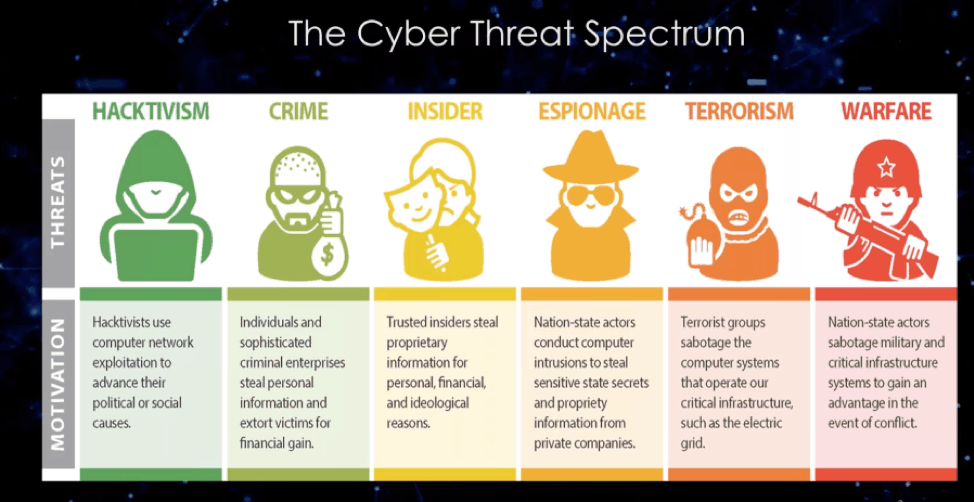 The Cyber Threat Spectrum
HACKTIVISM
CRIME
INSIDER
ESPIONAGE
TERRORISM
WARFARE
THREATS
$
MOTIVATION
Hacktivists use
computer network
exploitation to
advance their
political or social
causes.
Individuals and
sophisticated
criminal enterprises
steal personal
information and
extort victims for
financial gain.
Trusted insiders steal
proprietary
information for
personal, financial,
and ideological
reasons.
Nation-state actors
conduct computer
intrusions to steal
sensitive state secrets
and propriety
information from
private companies.
Terrorist groups
sabotage the
computer systems
that operate our
critical infrastructure,
such as the electric
grid.
Nation-state actors
sabotage military and
critical infrastructure
systems to gain an
advantage in the
event of conflict.